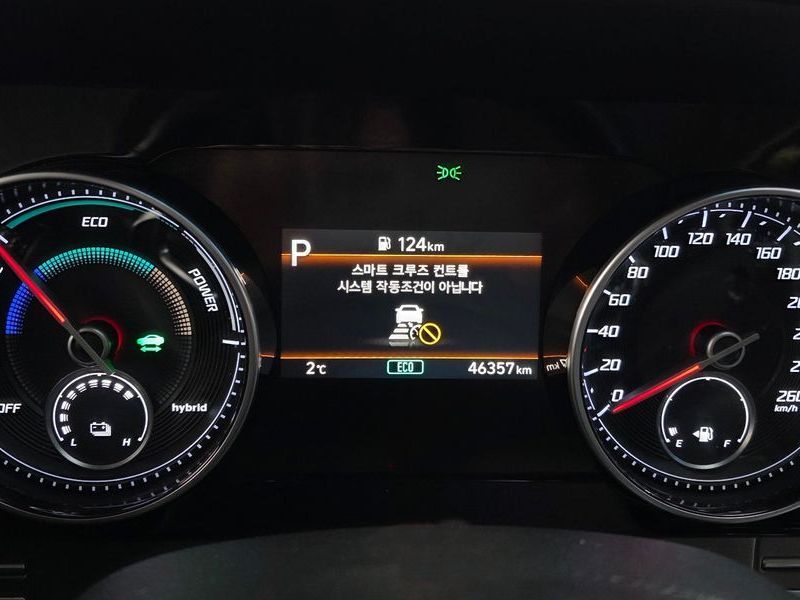 ECO
POWER
OFF
hybrid
L H
P
124km
스마트 크루즈 컨트롤
시스템 작동조건이 아닙니다
2℃
ECO
46357km
0
20
40
60
80
100
120
140
160
180
260
km/h
E F